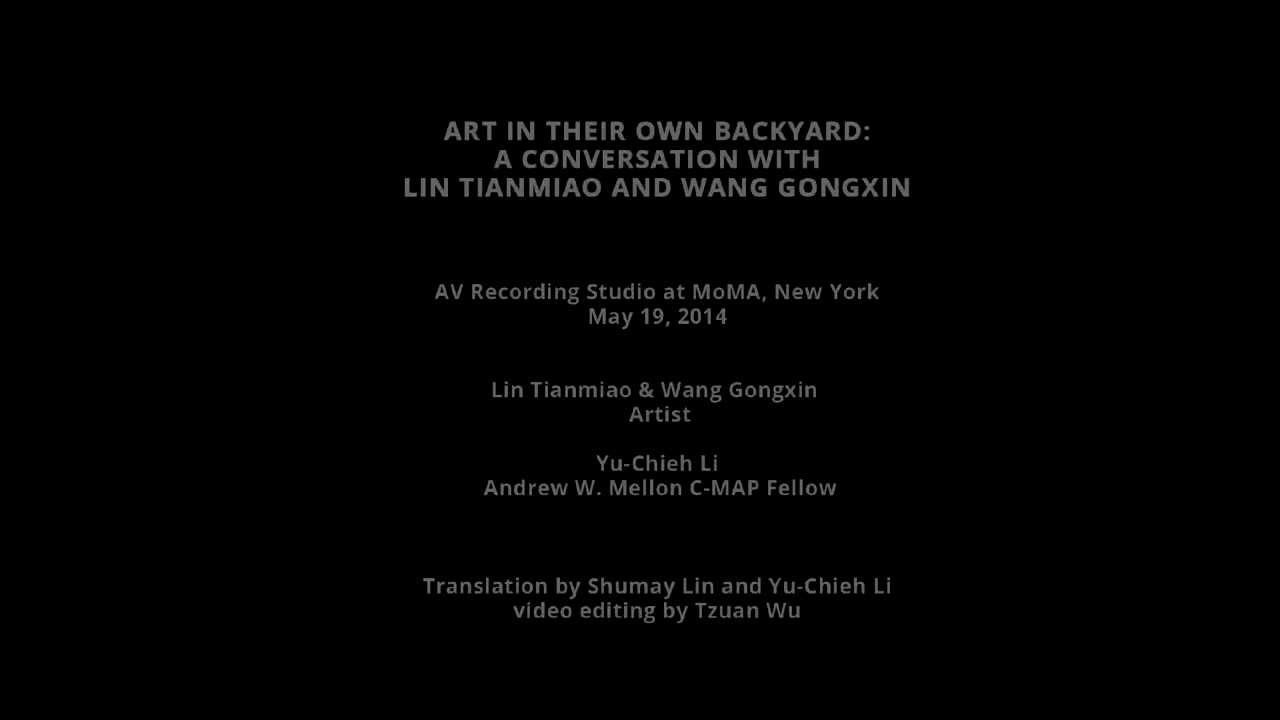 ART IN THEIR OWN BACKYARD:
A CONVERSATION WITH
LIN TIANMIAO AND WANG GONGXIN
AV Recording Studio at MoMA, New York
May 19, 2014
Lin Tianmiao & Wang Gongxin
Artist
Yu-Chieh Li
Andrew W. Mellon C-MAP Fellow
Translation by Shumay Lin and Yu-Chieh Li
video editing by Tzuan Wu